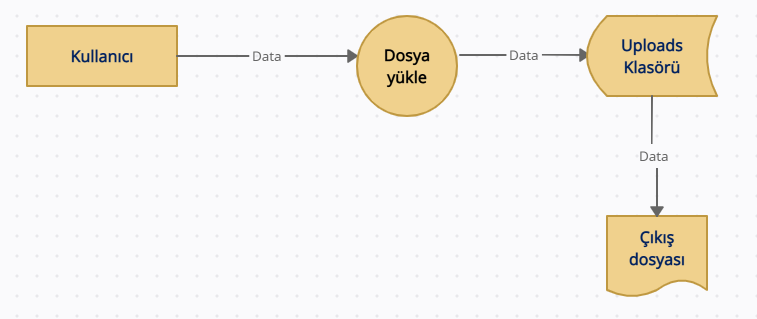 Kullanıcı
Data
Dosya
yükle
Data
Uploads
Klasörü
Data
Çıkış
dosyası